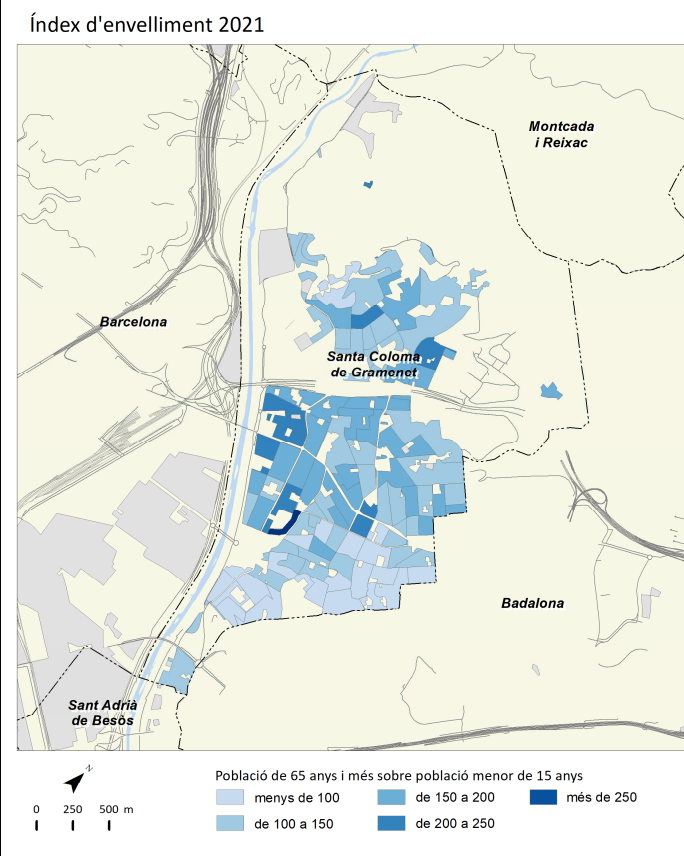 Índex d'envelliment 2021
Montcada
i Reixac
Barcelona
Santa Coloma
de Gramenet
Badalona
Sant Adrià
de Besòs
N
0 250 500 m
Població de 65 anys i més sobre població menor de 15 anys
menys de 100
de 150 a 200
més de 250
de 100 a 150
de 200 a 250